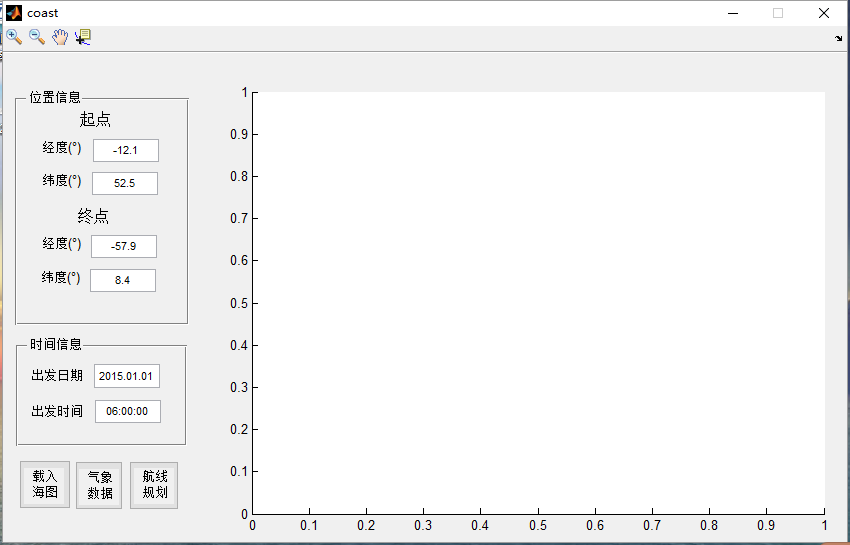 coast
位置信息
起点
经度(°) -12.1
纬度(°) 52.5
终点
经度(°) -57.9
纬度(°) 8.4
时间信息
出发日期 2015.01.01
出发时间 06:00:00
载入
海图
气象
数据
航线
规划
1
0.9
0.8
0.7
0.6
0.5
0.4
0.3
0.2
0.1
0
0 0.1 0.2 0.3 0.4 0.5 0.6 0.7 0.8 0.9 1